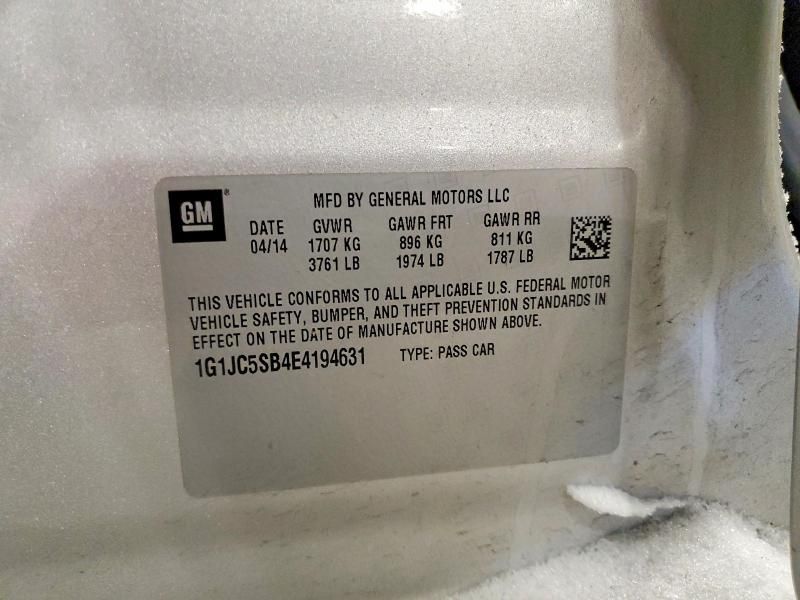 GM ®
MFD BY GENERAL MOTORS LLC
DATE GVWR GAWR FRT GAWR RR
04/14 1707 KG 896 KG 811 KG
3761 LB 1974 LB 1787 LB
THIS VEHICLE CONFORMS TO ALL APPLICABLE U.S. FEDERAL MOTOR
VEHICLE SAFETY, BUMPER, AND THEFT PREVENTION STANDARDS IN
EFFECT ON THE DATE OF MANUFACTURE SHOWN ABOVE.
1G1JC5SB4E4194631 TYPE: PASS CAR